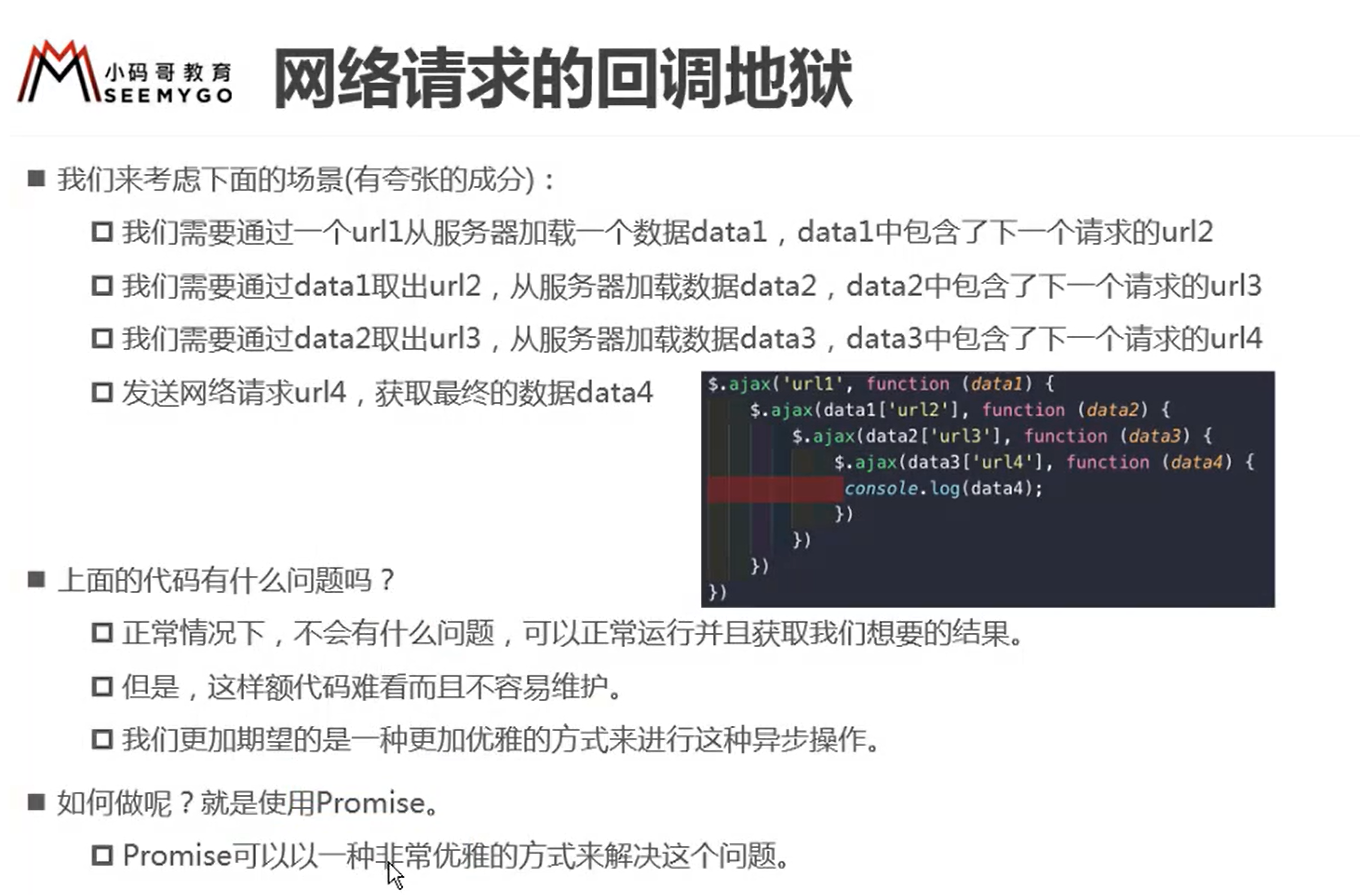 小码哥教育
SEEMYGO
网络请求的回调地狱
我们来考虑下面的场景(有夸张的成分)：
我们需要通过一个url1从服务器加载一个数据data1，data1中包含了下一个请求的url2
我们需要通过data1取出url2，从服务器加载数据data2，data2中包含了下一个请求的url3
我们需要通过data2取出url3，从服务器加载数据data3，data3中包含了下一个请求的url4
发送网络请求url4，获取最终的数据data4
$.ajax('url1', function (data1) {
$.ajax(data1['url2'], function (data2) {
$.ajax(data2['url3'], function (data3) {
$.ajax(data3['url4'], function (data4) {
console.log(data4);
})
})
})
})
上面的代码有什么问题吗？
正常情况下，不会有什么问题，可以正常运行并且获取我们想要的结果。
但是，这样额代码难看而且不容易维护。
我们更加期望的是一种更加优雅的方式来进行这种异步操作。
如何做呢？就是使用Promise。
Promise可以以一种非常优雅的方式来解决这个问题。